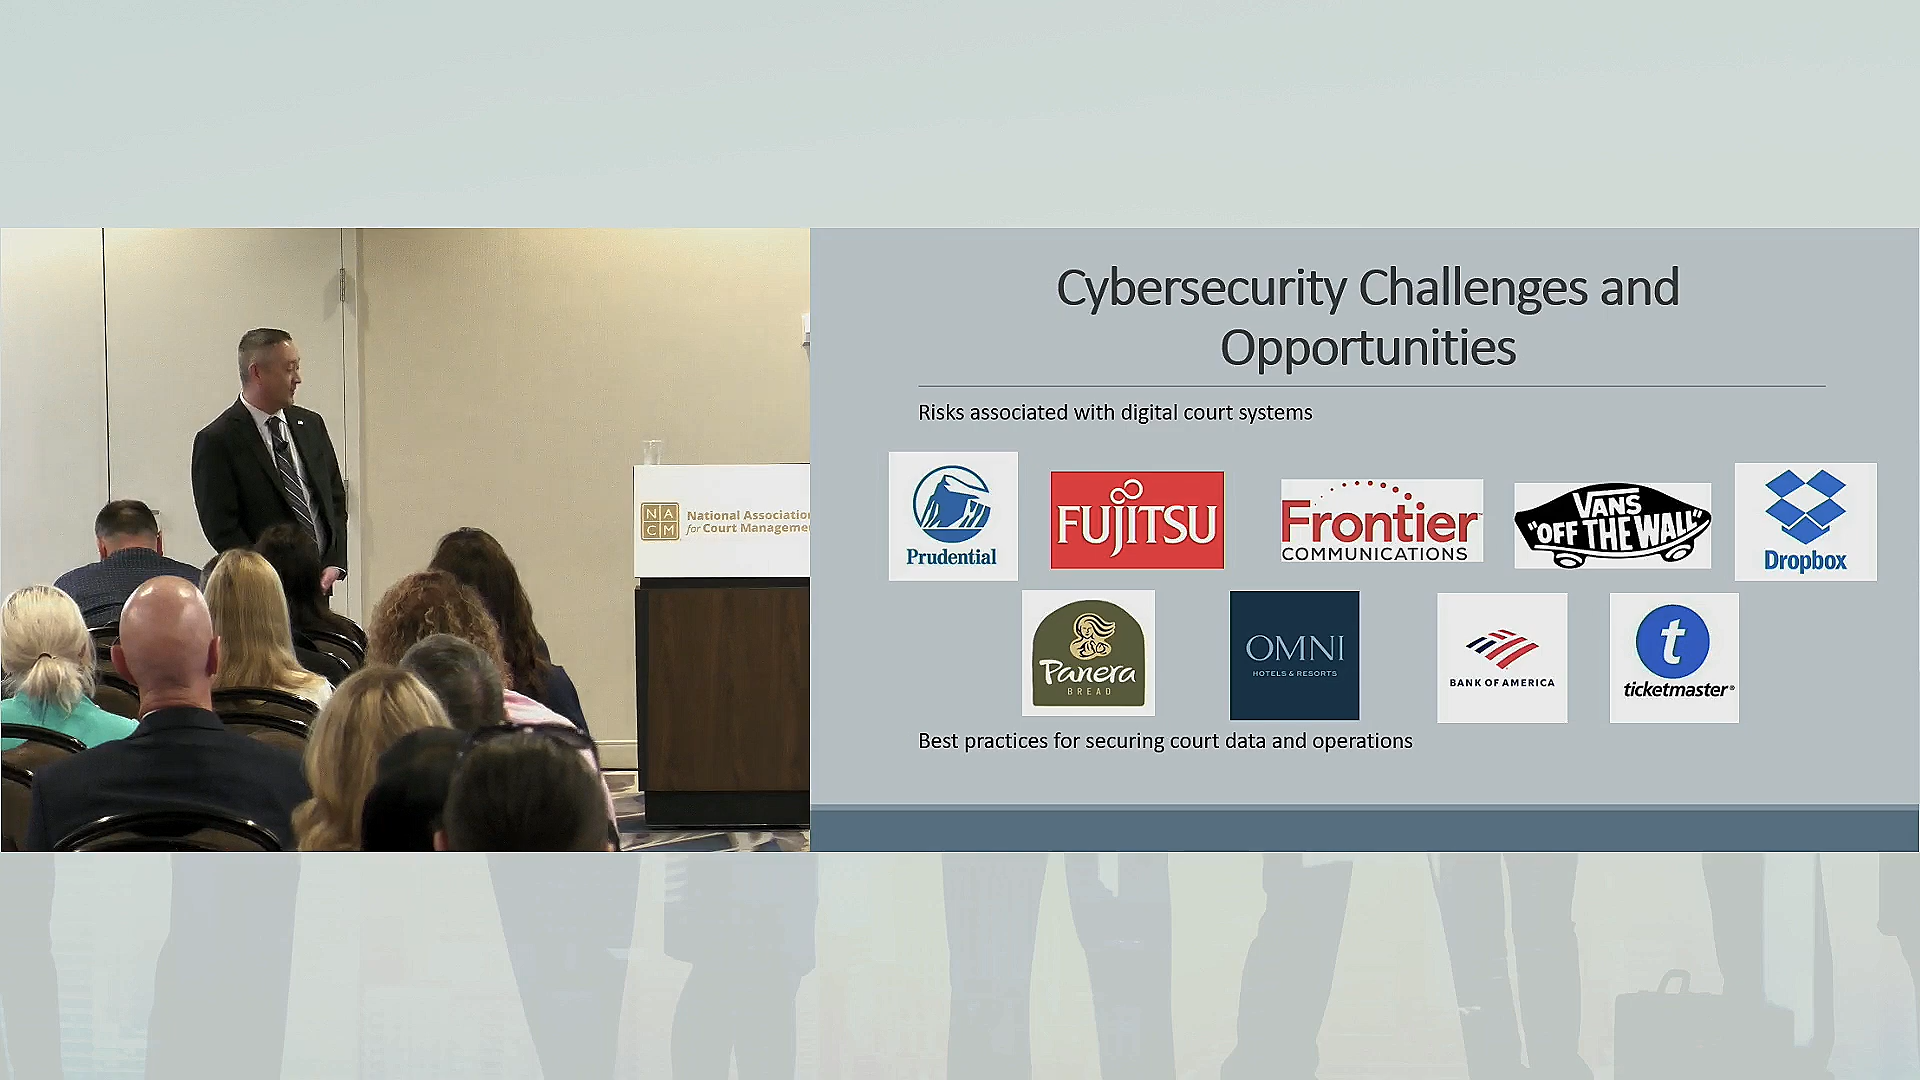 Cybersecurity Challenges and
Opportunities
Risks associated with digital court systems
Prudential
FUJITSU
Frontier
COMMUNICATIONS
VANS
"OFF THE WALL"
Dropbox
Panera
BREAD
OMNI
HOTELS & RESORTS
BANK OF AMERICA
t
ticketmaster®
Best practices for securing court data and operations
NA
CM
National Association
for Court Manageme